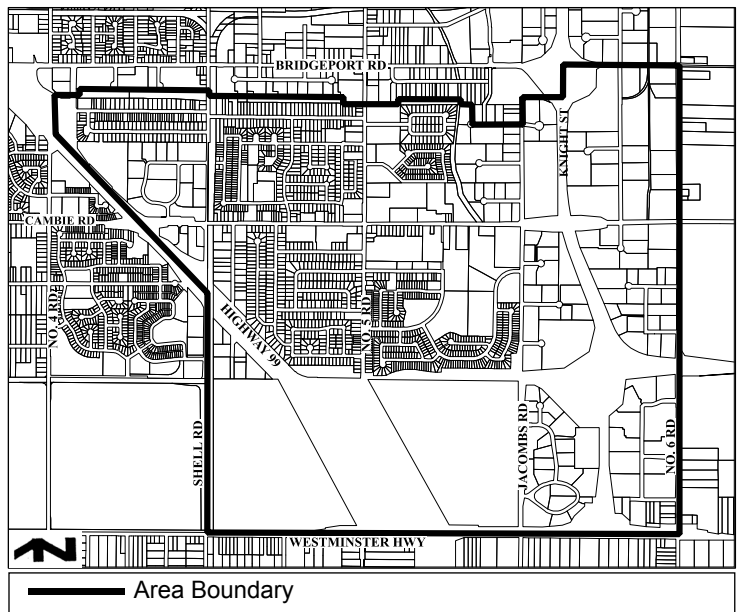 BRIDGEPORT RD
KNIGHT ST
CAMBIE RD
NO. 4 RD
HIGHWAY 99
NO. 5 RD
SHELL RD
JACOMBS RD
NO. 6 RD
WESTMINSTER HWY
N
Area Boundary